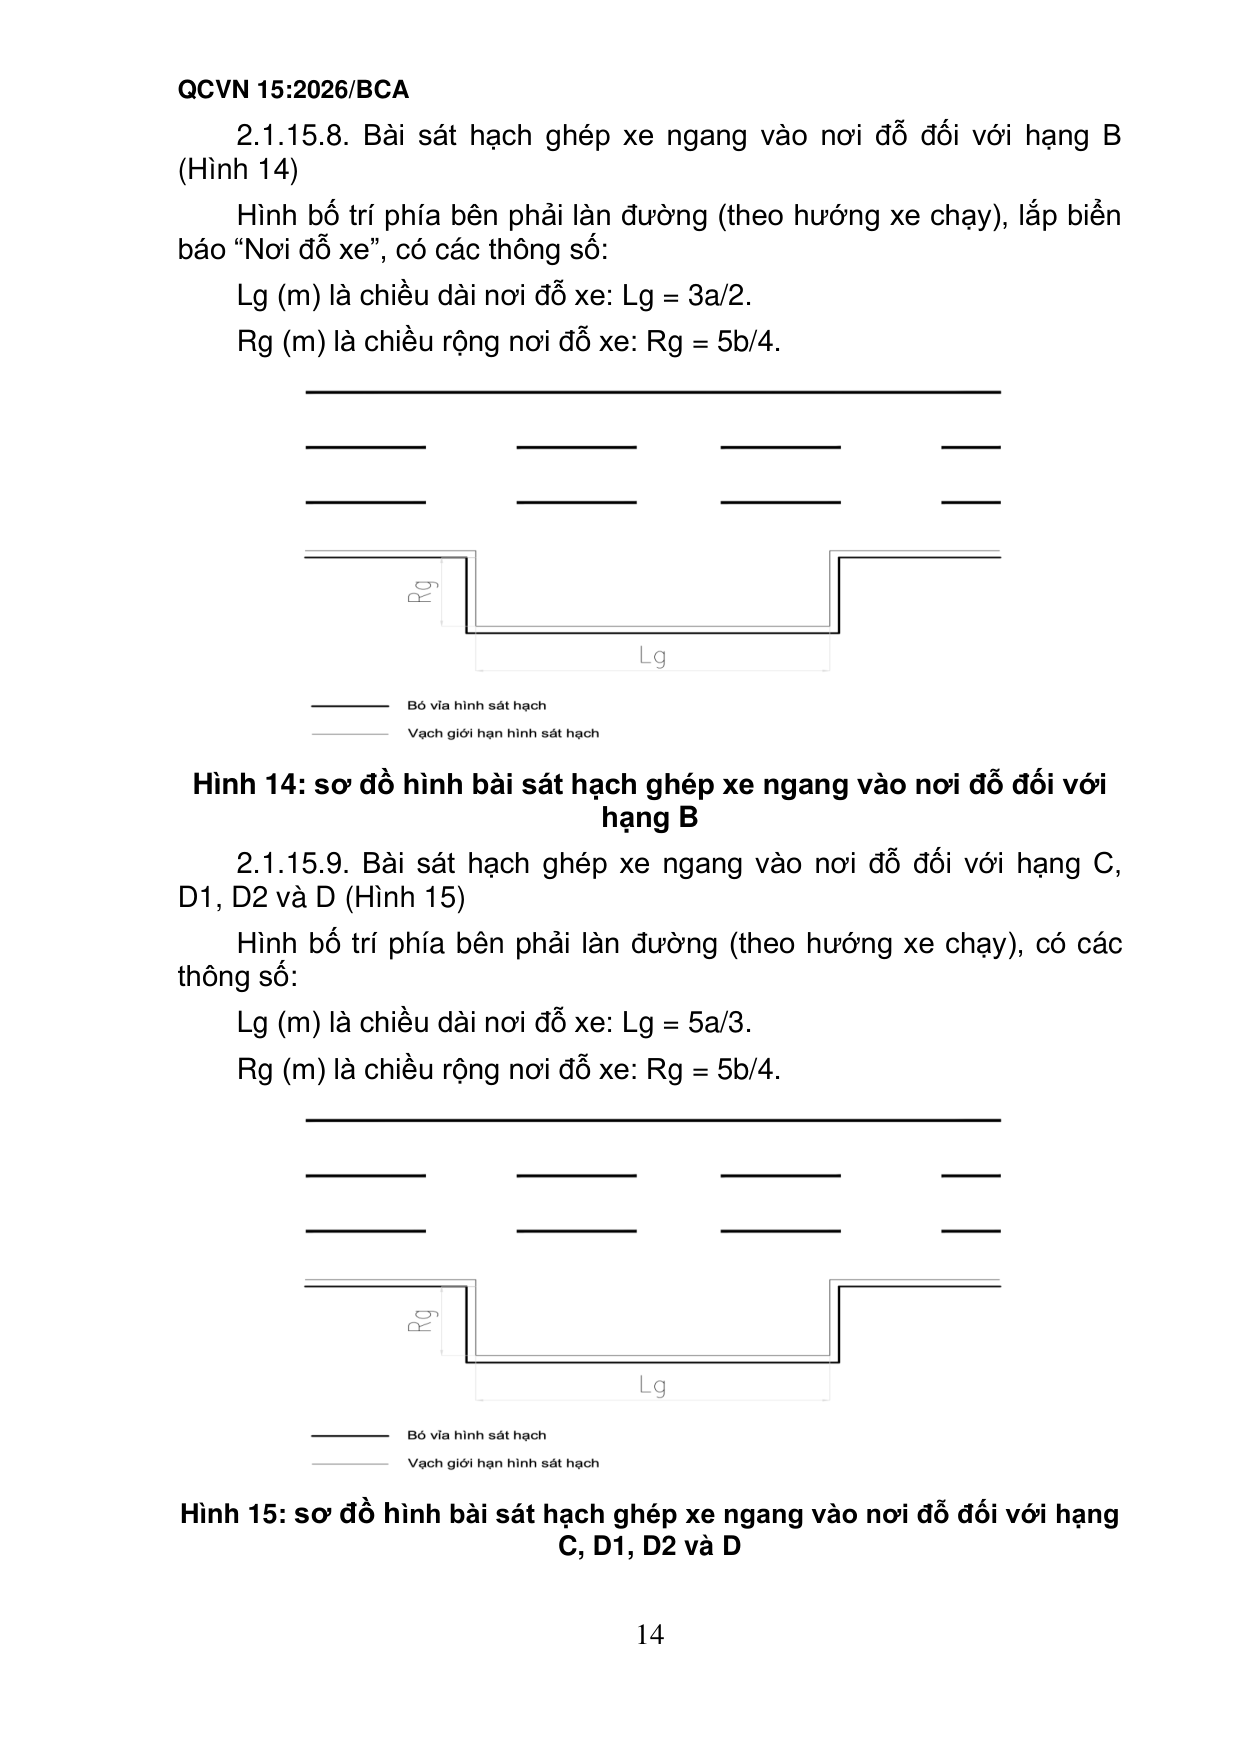 QCVN 15:2026/BCA
2.1.15.8. Bài sát hạch ghép xe ngang vào nơi đỗ đối với hạng B
(Hình 14)
Hình bố trí phía bên phải làn đường (theo hướng xe chạy), lắp biển
báo “Nơi đỗ xe”, có các thông số:
Lg (m) là chiều dài nơi đỗ xe: Lg = 3a/2.
Rg (m) là chiều rộng nơi đỗ xe: Rg = 5b/4.
Rg
Lg
Bó vỉa hình sát hạch
Vạch giới hạn hình sát hạch
Hình 14: sơ đồ hình bài sát hạch ghép xe ngang vào nơi đỗ đối với
hạng B
2.1.15.9. Bài sát hạch ghép xe ngang vào nơi đỗ đối với hạng C,
D1, D2 và D (Hình 15)
Hình bố trí phía bên phải làn đường (theo hướng xe chạy), có các
thông số:
Lg (m) là chiều dài nơi đỗ xe: Lg = 5a/3.
Rg (m) là chiều rộng nơi đỗ xe: Rg = 5b/4.
Rg
Lg
Bó vỉa hình sát hạch
Vạch giới hạn hình sát hạch
Hình 15: sơ đồ hình bài sát hạch ghép xe ngang vào nơi đỗ đối với hạng
C, D1, D2 và D
14